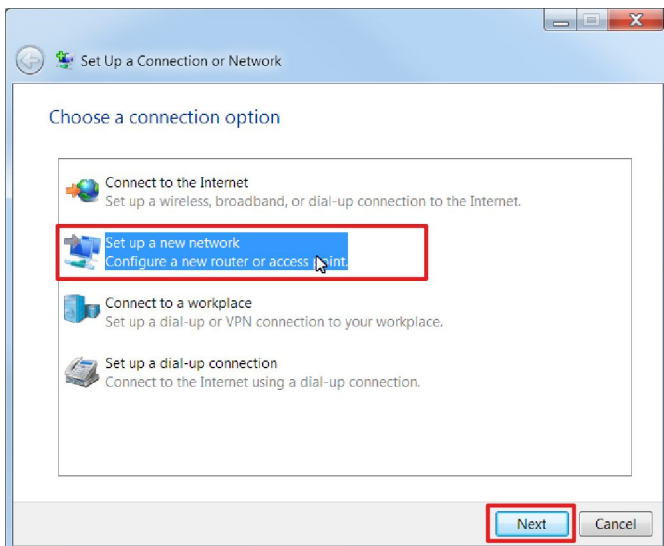 Set Up a Connection or Network
Choose a connection option
Connect to the Internet
Set up a wireless, broadband, or dial-up connection to the Internet.
Set up a new network
Configure a new router or access point.
Connect to a workplace
Set up a dial-up or VPN connection to your workplace.
Set up a dial-up connection
Connect to the Internet using a dial-up connection.
Next Cancel